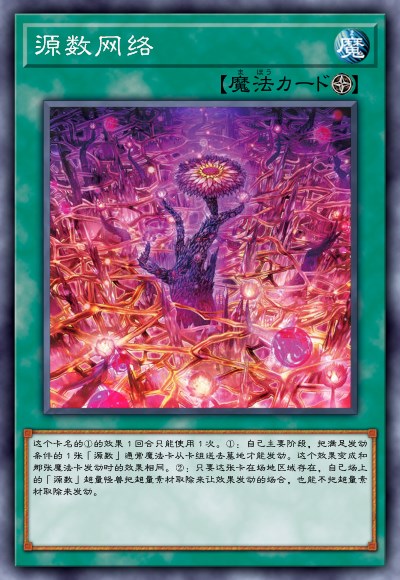 源数网络
魔
【魔法カード】
まほう
这个卡名的①的效果1回合只能使用1次。①：自己主要阶段，把满足发动
条件的1张「源数」通常魔法卡从卡组送去墓地才能发动。这个效果变成和
那张魔法卡发动时的效果相同。②：只要这张卡在场地区域存在，自己场上
的「源数」超量怪兽把超量素材取除来让效果发动的场合，也能不把超量素
材取除来发动。